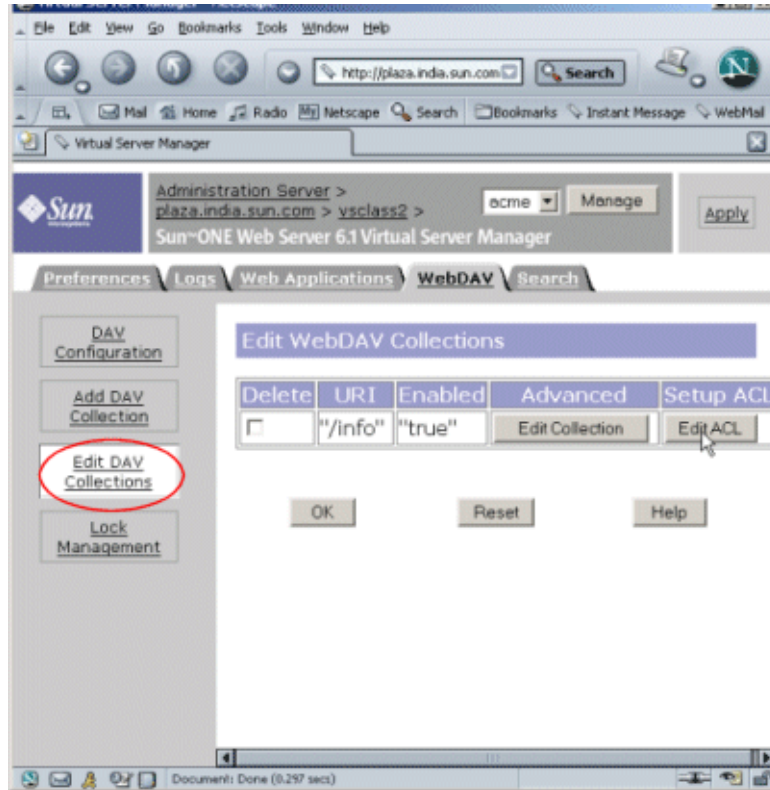 File Edit View Go Bookmarks Tools Window Help
http://plaza.india.sun.com
Search
N
Mail Home Radio My Netscape Search Bookmarks Instant Message WebMail
Virtual Server Manager
Sun
Administration Server >
plaza.india.sun.com > vsclass2 >
acme Manage
Apply
Sun~ONE Web Server 6.1 Virtual Server Manager
Preferences Logs Web Applications WebDAV Search
DAV
Configuration
Add DAV
Collection
Edit DAV
Collections
Lock
Management
Edit WebDAV Collections
Delete URI Enabled Advanced Setup ACL
"/info" "true" Edit Collection Edit ACL
OK Reset Help
Document: Done (0.297 secs)